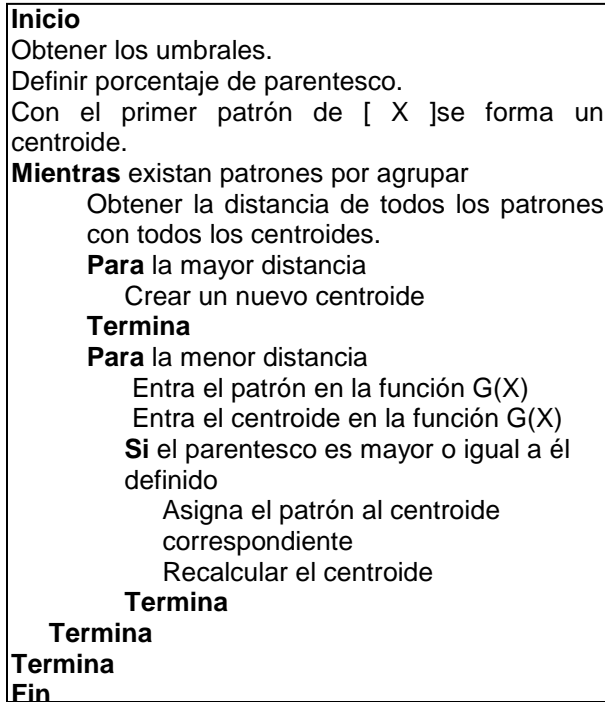 Inicio
Obtener los umbrales.
Definir porcentaje de parentesco.
Con el primer patrón de [ X ]se forma un
centroide.
Mientras existan patrones por agrupar
Obtener la distancia de todos los patrones
con todos los centroides.
Para la mayor distancia
Crear un nuevo centroide
Termina
Para la menor distancia
Entra el patrón en la función G(X)
Entra el centroide en la función G(X)
Si el parentesco es mayor o igual a él
definido
Asigna el patrón al centroide
correspondiente
Recalcular el centroide
Termina
Termina
Termina
Fin